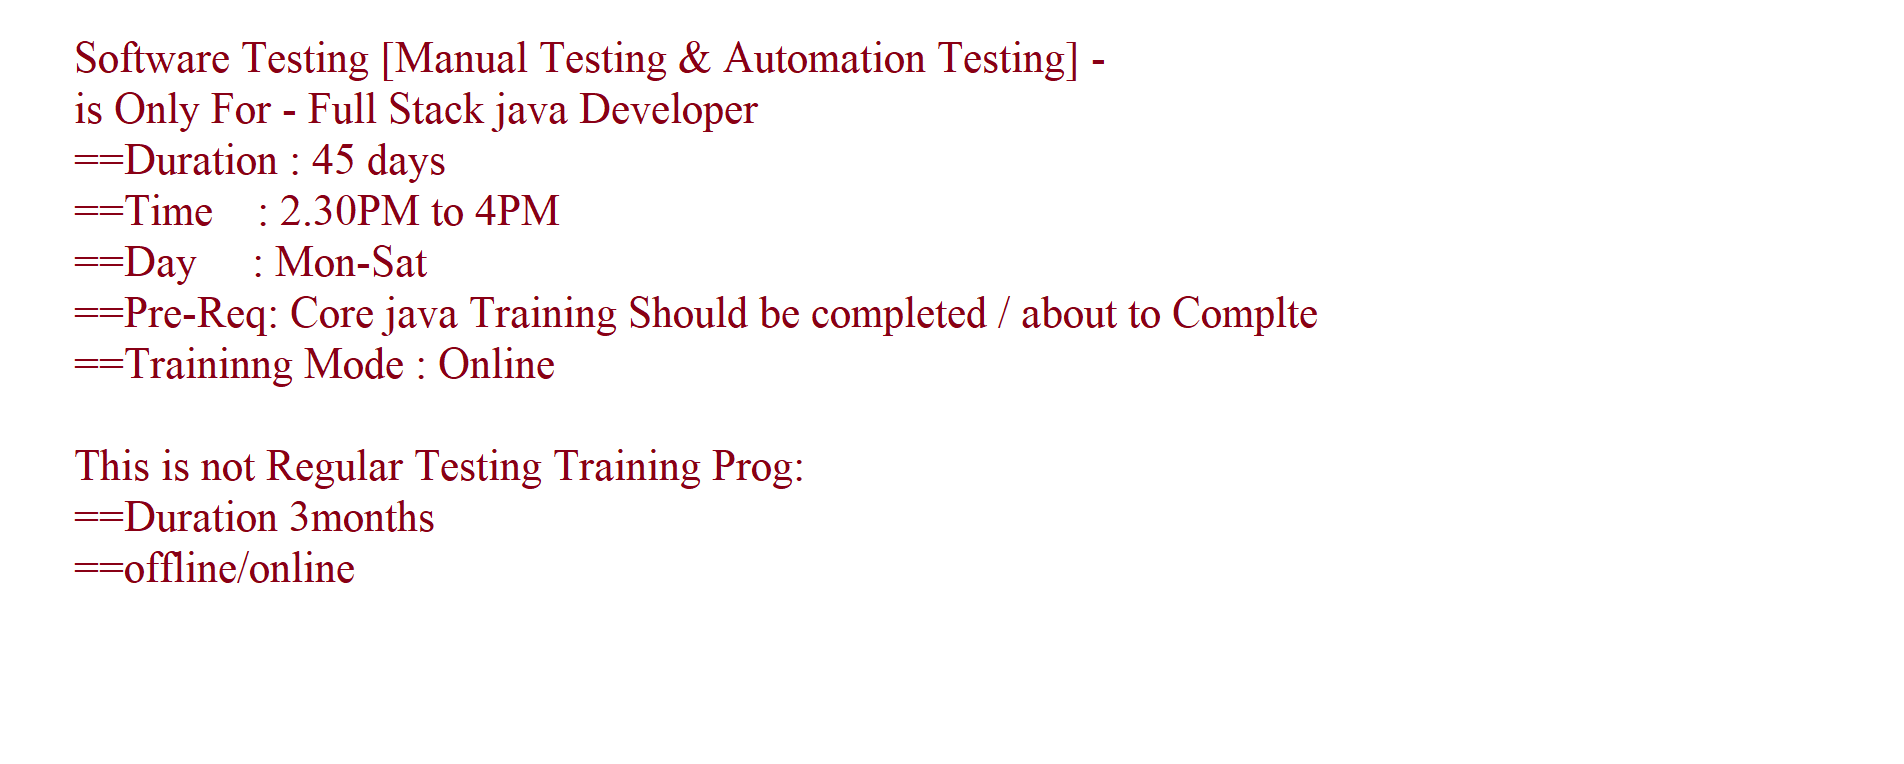 Software Testing [Manual Testing & Automation Testing] -
is Only For - Full Stack java Developer
==Duration : 45 days
==Time    : 2.30PM to 4PM
==Day     : Mon-Sat
==Pre-Req: Core java Training Should be completed / about to Complte
==Traininng Mode : Online
This is not Regular Testing Training Prog:
==Duration 3months
==offline/online